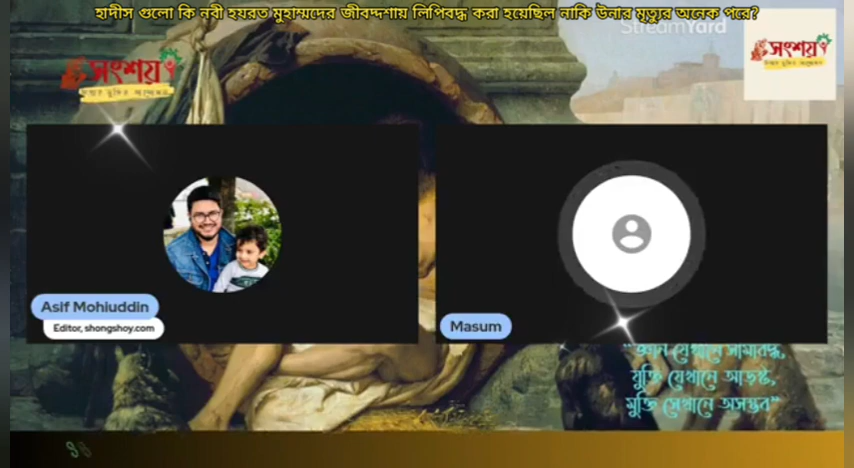 হাদীস গুলো কি নবী হযরত মুহাম্মদের জীবদ্দশায় লিপিবদ্ধ করা হয়েছিল নাকি উনার মৃত্যুর অনেক পরে?
StreamYard
সংশয়
সংশয়
Asif Mohiuddin
Editor, shongshoy.com
Masum
"জ্ঞান যেখানে সীমাবদ্ধ,
যুক্তি যেখানে আড়ষ্ট,
মুক্তি সেখানে অসম্ভব"